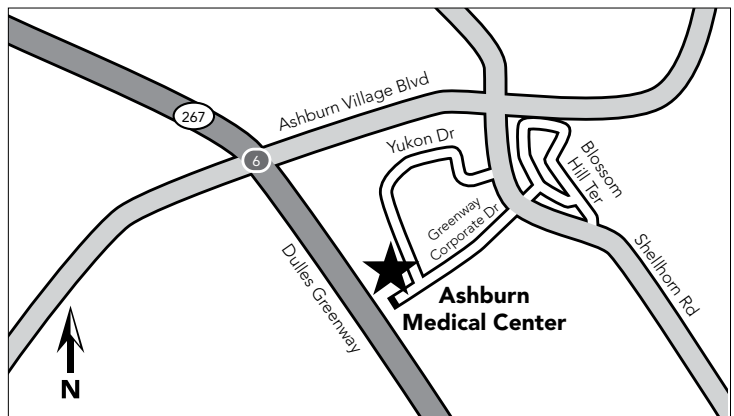 Ashburn Village Blvd
267
6
Yukon Dr
Blossom
Hill Ter
Greenway
Corporate Dr
Dulles Greenway
Shellhorn Rd
Ashburn
Medical Center
N